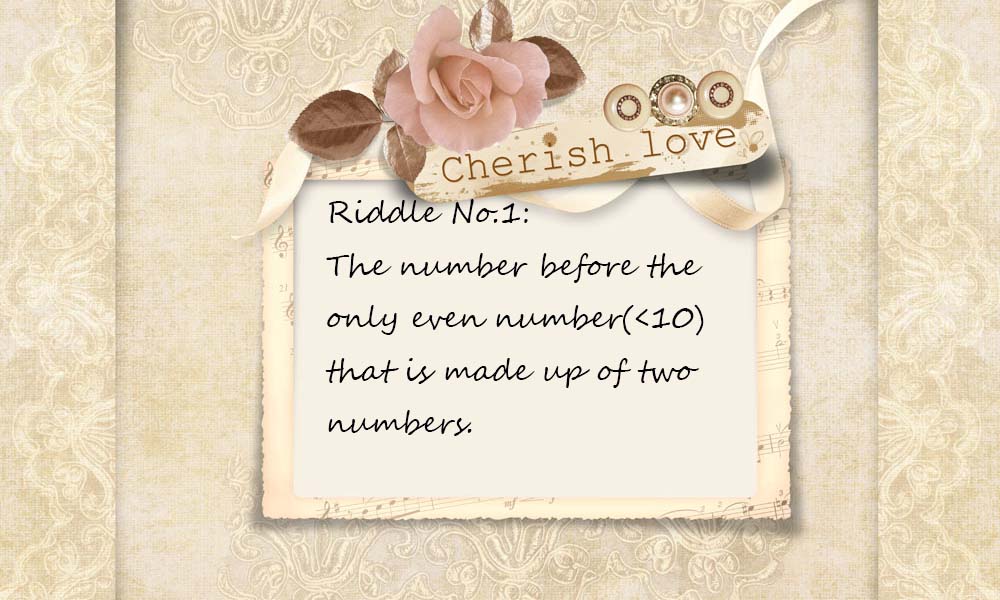 Cherish love
Riddle No.1:
The number before the
only even number(<10)
that is made up of two
numbers.